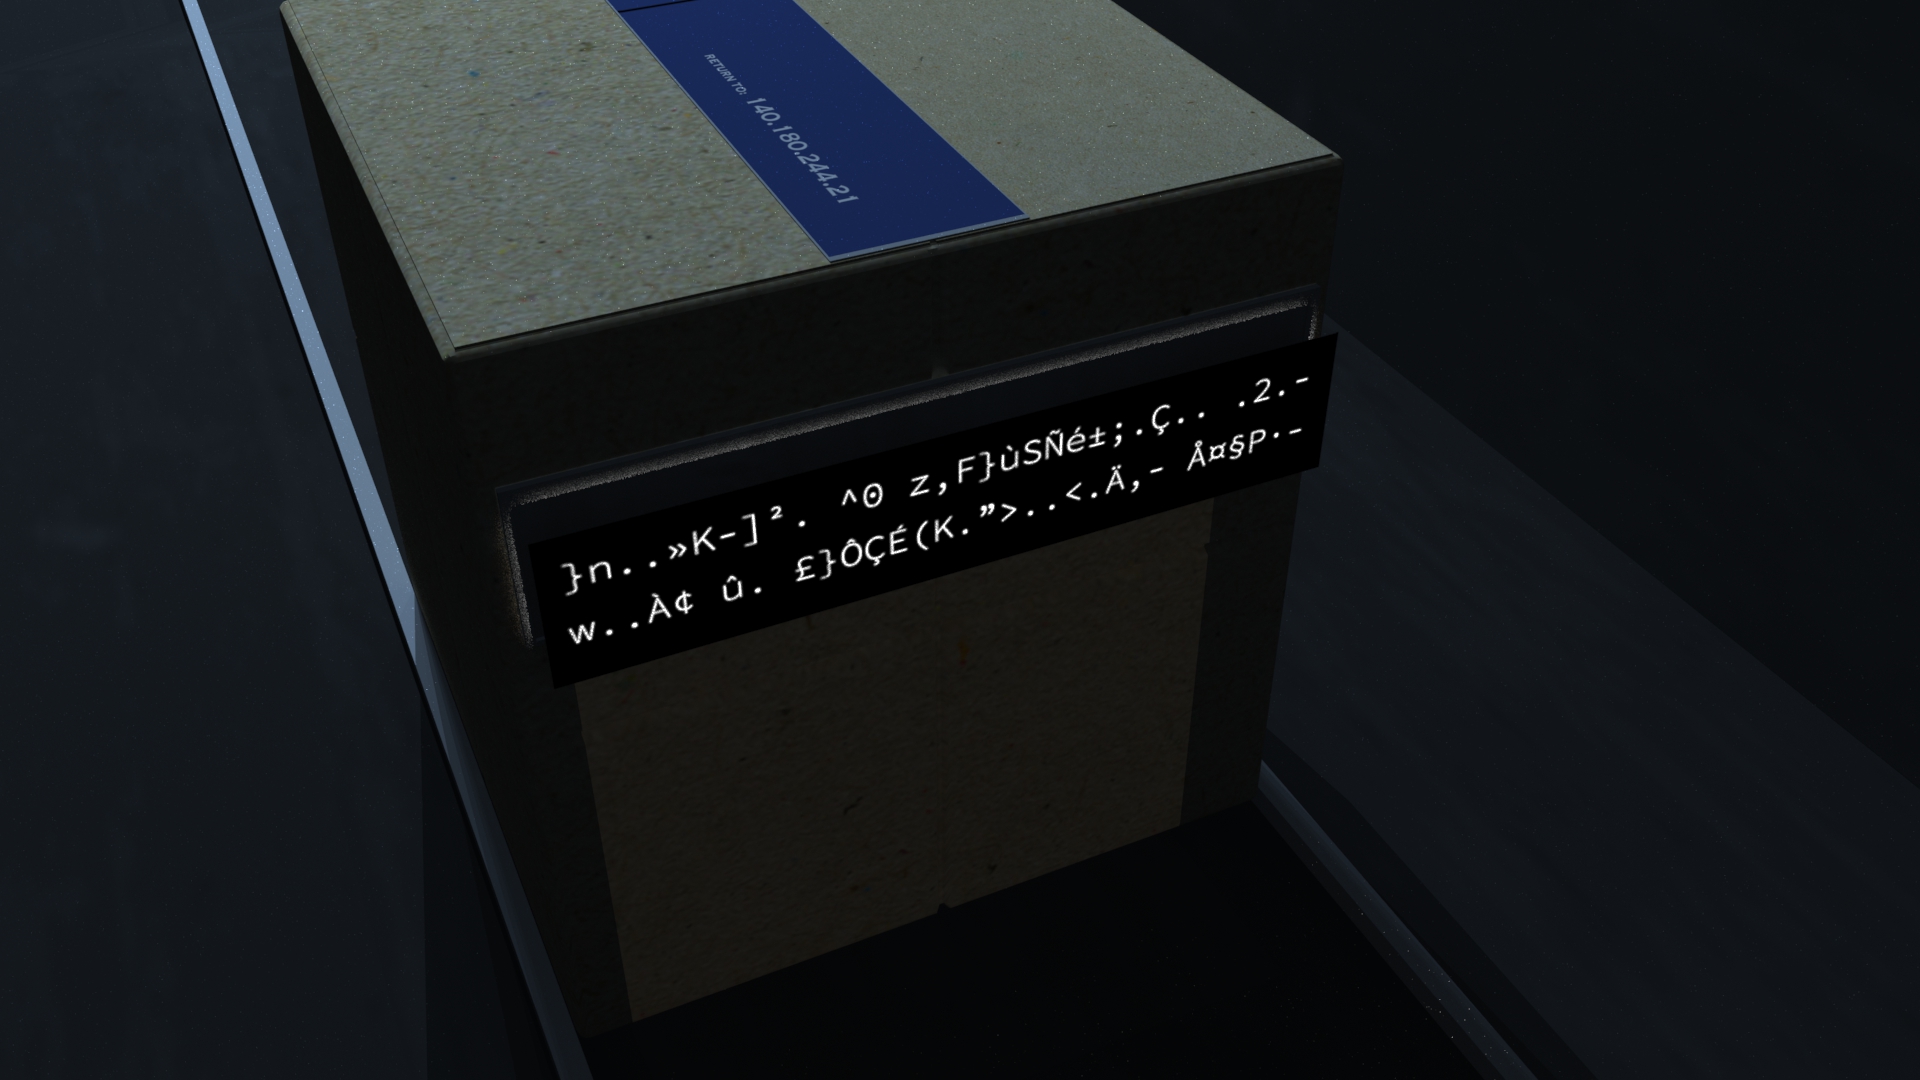 RETURN TO: 140.180.244.21
}n..»K-]². ^ʘ z,F}ùSÑé±;.Ç.. .2.-
w..À¢ û. £}ÔÇÉ(K.”>..<.Ä,- Å¤§P·-